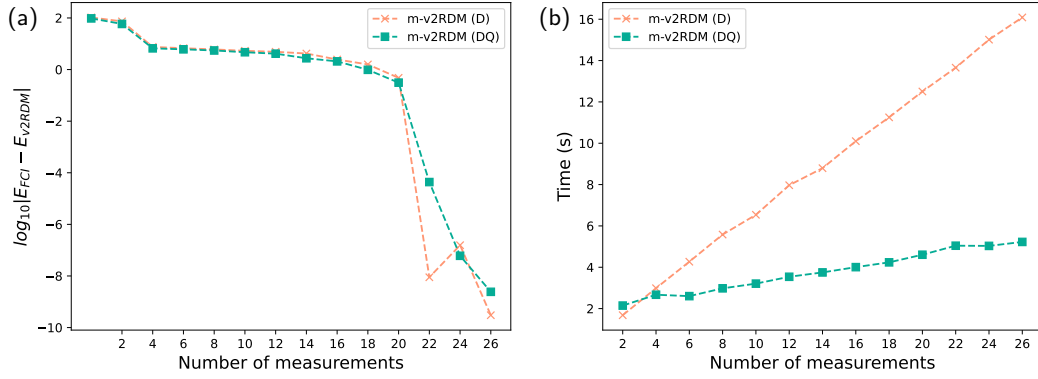 (a)
m-v2RDM (D)
m-v2RDM (DQ)
2
0
−2
−4
−6
−8
−10
log₁₀|E_FCI − E_v2RDM|
2 4 6 8 10 12 14 16 18 20 22 24 26
Number of measurements
(b)
m-v2RDM (D)
m-v2RDM (DQ)
16
14
12
10
8
6
4
2
Time (s)
2 4 6 8 10 12 14 16 18 20 22 24 26
Number of measurements